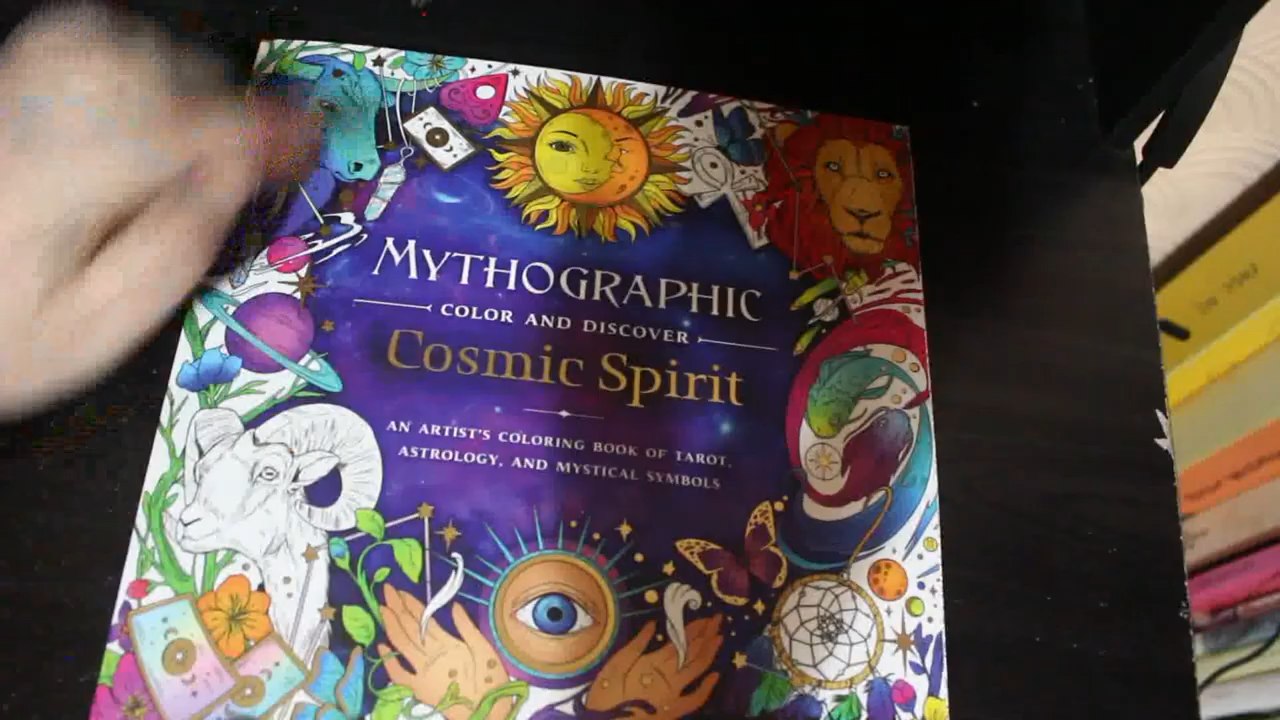 MYTHOGRAPHIC
COLOR AND DISCOVER
Cosmic Spirit
AN ARTIST'S COLORING BOOK OF TAROT,
ASTROLOGY, AND MYSTICAL SYMBOLS